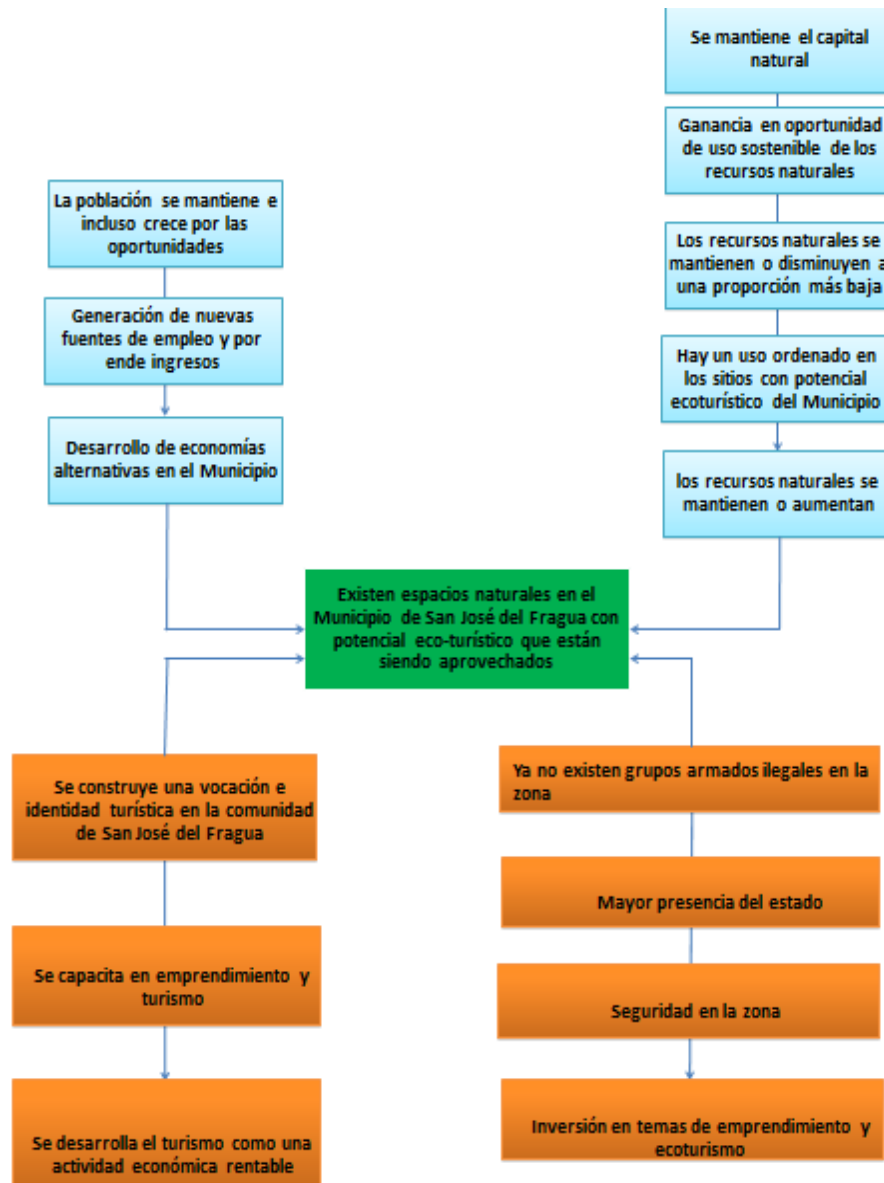 Se mantiene el capital
natural
Ganancia en oportunidad
de uso sostenible de los
recursos naturales
Los recursos naturales se
mantienen o disminuyen a
una proporción más baja
Hay un uso ordenado en
los sitios con potencial
ecoturístico del Municipio
los recursos naturales se
mantienen o aumentan
La población se mantiene e
incluso crece por las
oportunidades
Generación de nuevas
fuentes de empleo y por
ende ingresos
Desarrollo de economías
alternativas en el Municipio
Existen espacios naturales en el
Municipio de San José del Fragua con
potencial eco-turístico que están
siendo aprovechados
Se construye una vocación e
identidad turística en la comunidad
de San José del Fragua
Se capacita en emprendimiento y
turismo
Se desarrolla el turismo como una
actividad económica rentable
Ya no existen grupos armados ilegales en la
zona
Mayor presencia del estado
Seguridad en la zona
Inversión en temas de emprendimiento y
ecoturismo